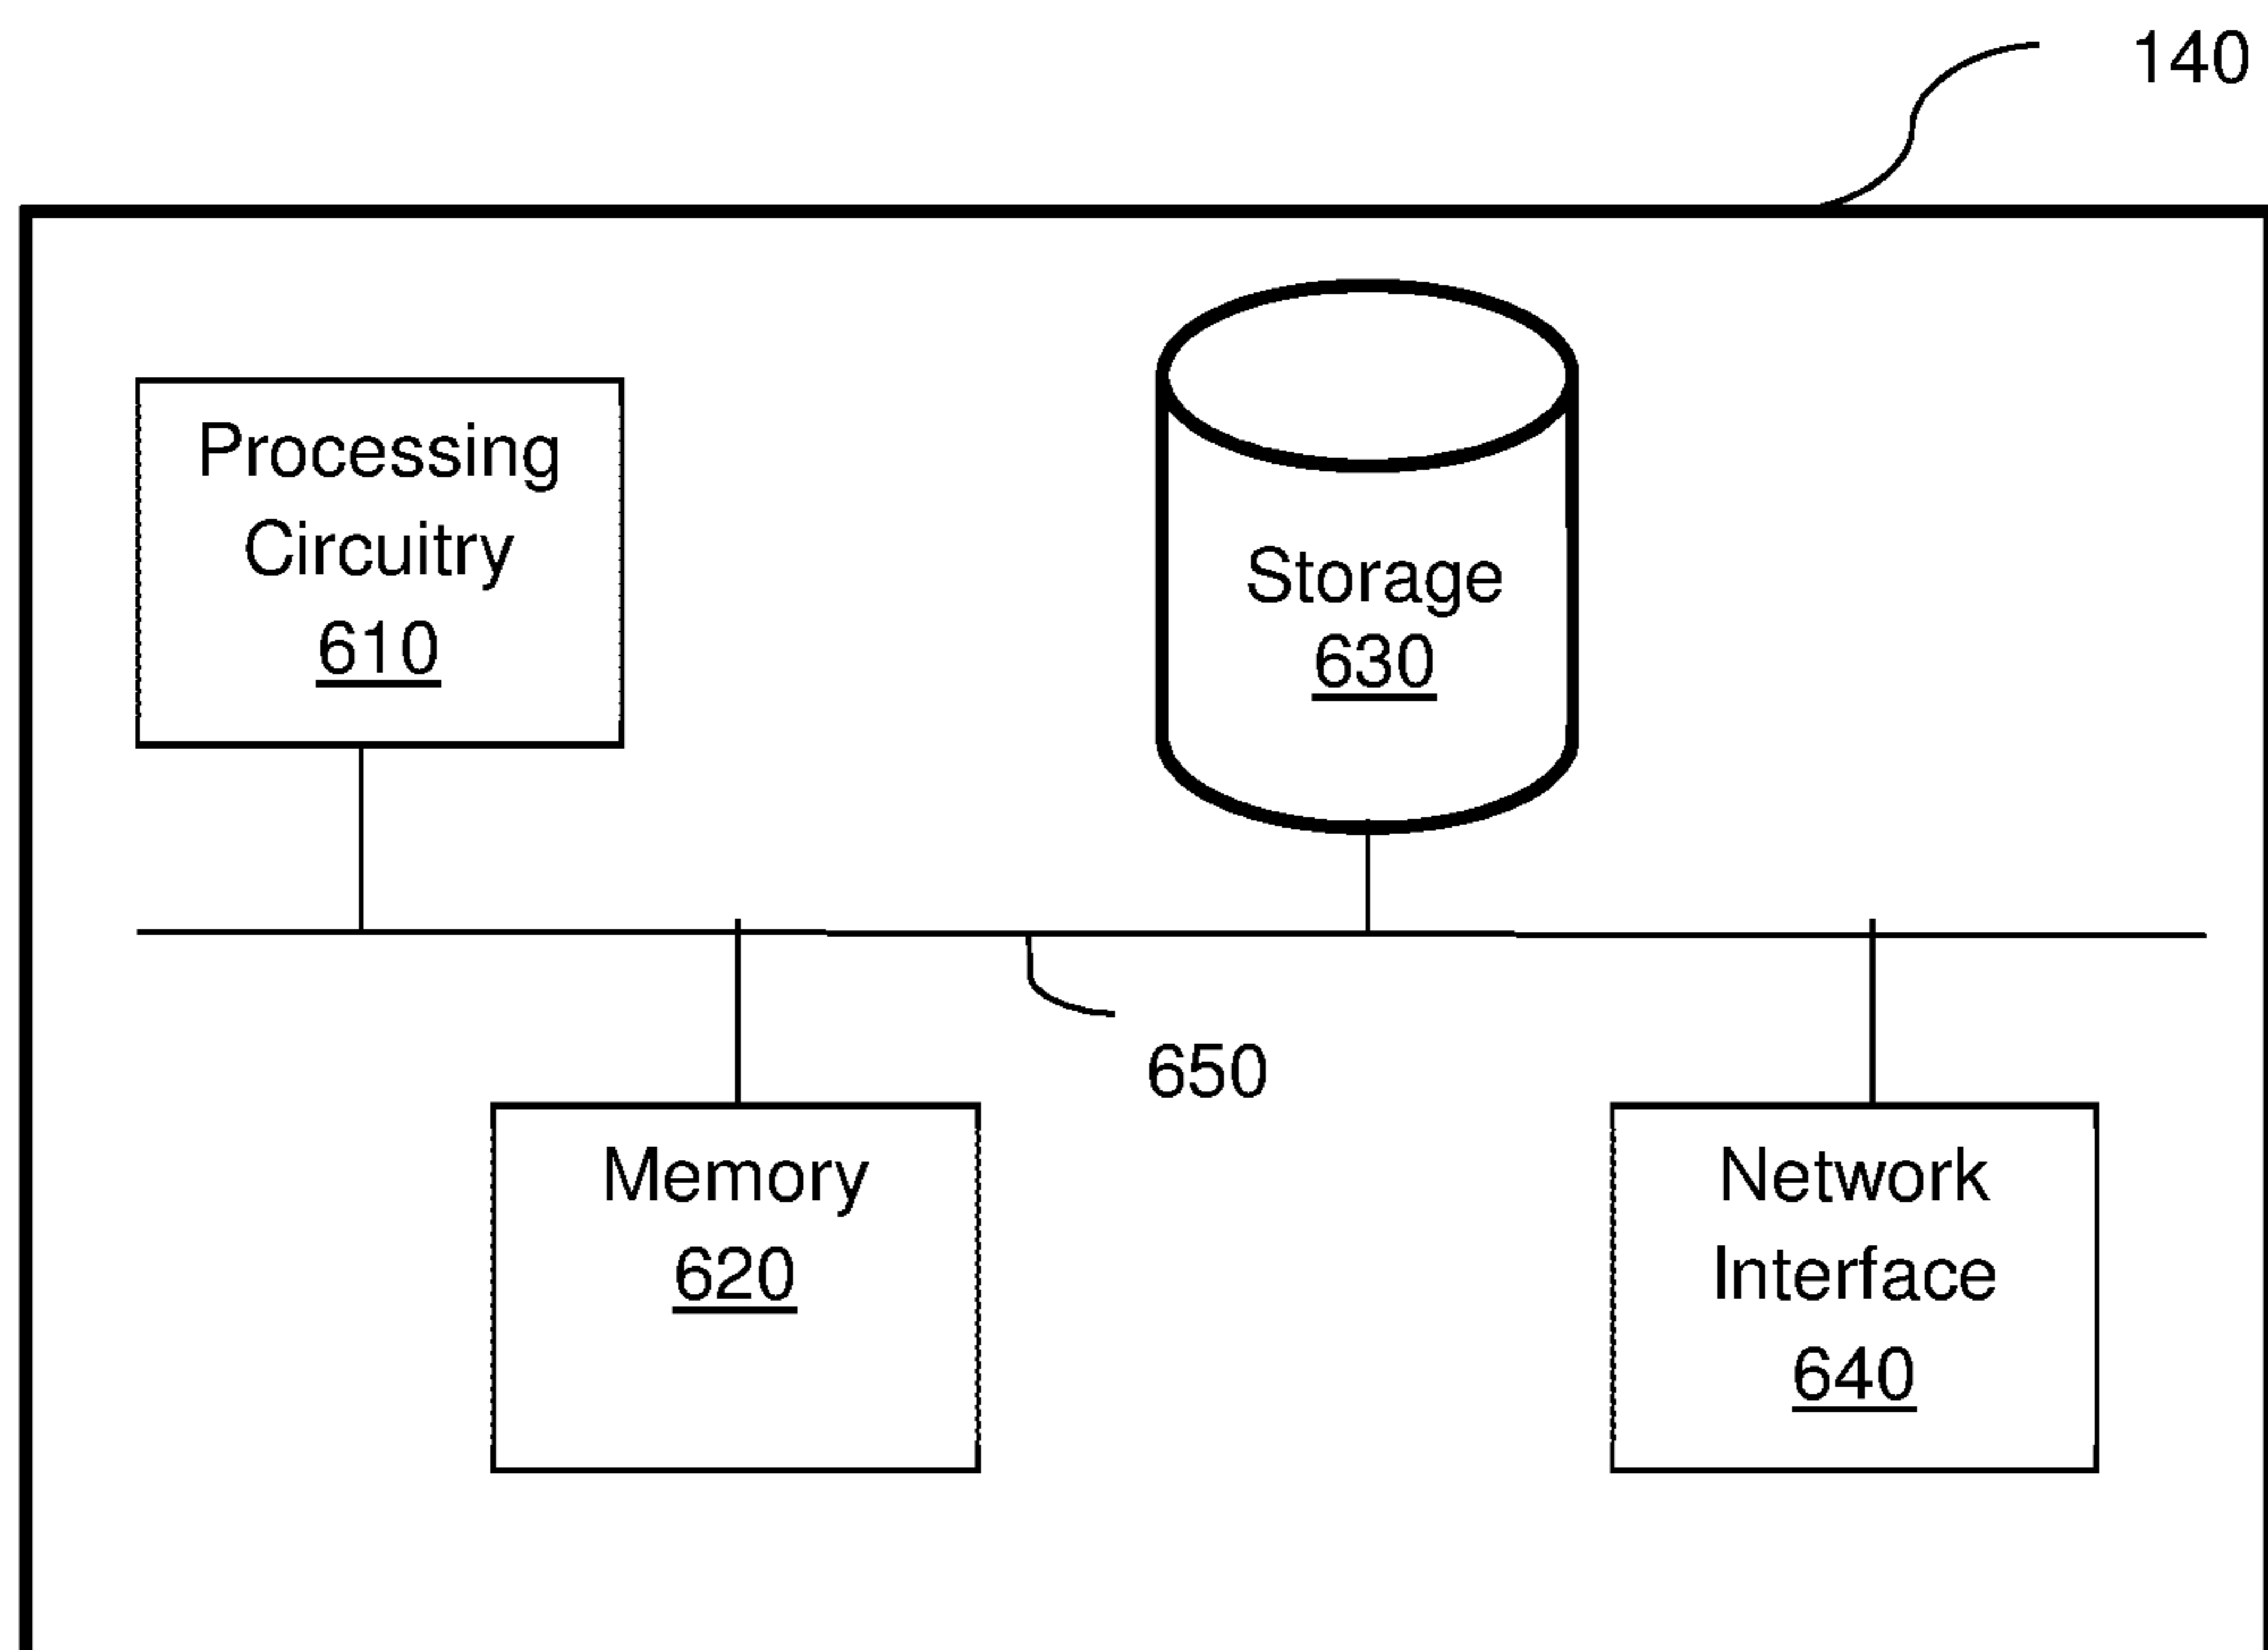 140
Processing
Circuitry
610
Storage
630
650
Memory
620
Network
Interface
640